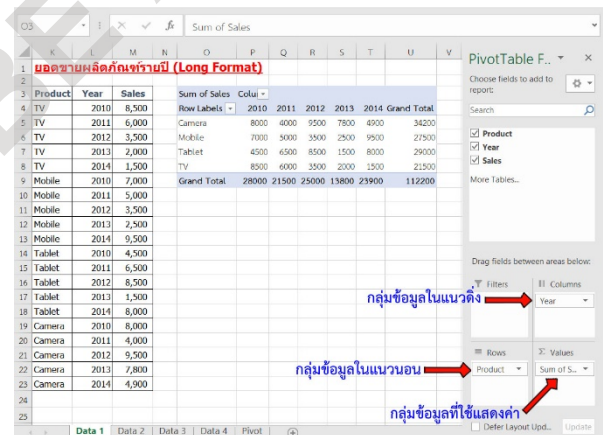 O3
fx Sum of Sales
K L M N O P Q R S T U V
1 ยอดขายผลิตภัณฑ์รายปี (Long Format)
2
3 Product Year Sales Sum of Sales Colu
4 TV 2010 8,500 Row Labels 2010 2011 2012 2013 2014 Grand Total
5 TV 2011 6,000 Camera 8000 4000 9500 7800 4900 34200
6 TV 2012 3,500 Mobile 7000 5000 3500 2500 9500 27500
7 TV 2013 2,000 Tablet 4500 6500 8500 1500 8000 29000
8 TV 2014 1,500 TV 8500 6000 3500 2000 1500 21500
9 Mobile 2010 7,000 Grand Total 28000 21500 25000 13800 23900 112200
10 Mobile 2011 5,000
11 Mobile 2012 3,500
12 Mobile 2013 2,500
13 Mobile 2014 9,500
14 Tablet 2010 4,500
15 Tablet 2011 6,500
16 Tablet 2012 8,500
17 Tablet 2013 1,500
18 Tablet 2014 8,000
19 Camera 2010 8,000
20 Camera 2011 4,000
21 Camera 2012 9,500
22 Camera 2013 7,800
23 Camera 2014 4,900
24
25
Data 1 Data 2 Data 3 Data 4 Pivot
PivotTable F..
Choose fields to add to
report:
Search
Product
Year
Sales
More Tables...
Drag fields between areas below:
Filters Columns
กลุ่มข้อมูลในแนวดิ่ง
Year
Rows Values
กลุ่มข้อมูลในแนวนอน
Product Sum of S..
กลุ่มข้อมูลที่ใช้แสดงค่า
Defer Layout Upd... Update